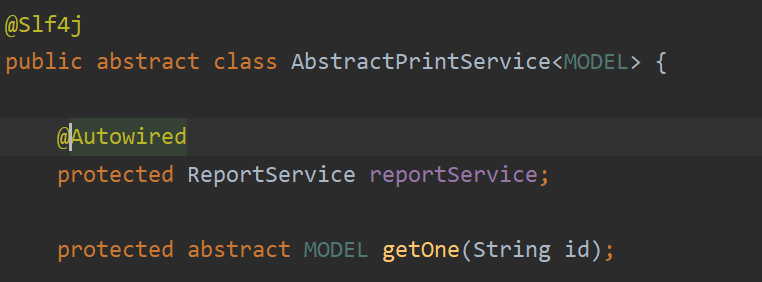 @Slf4j
public abstract class AbstractPrintService<MODEL> {
@Autowired
protected ReportService reportService;
protected abstract MODEL getOne(String id);